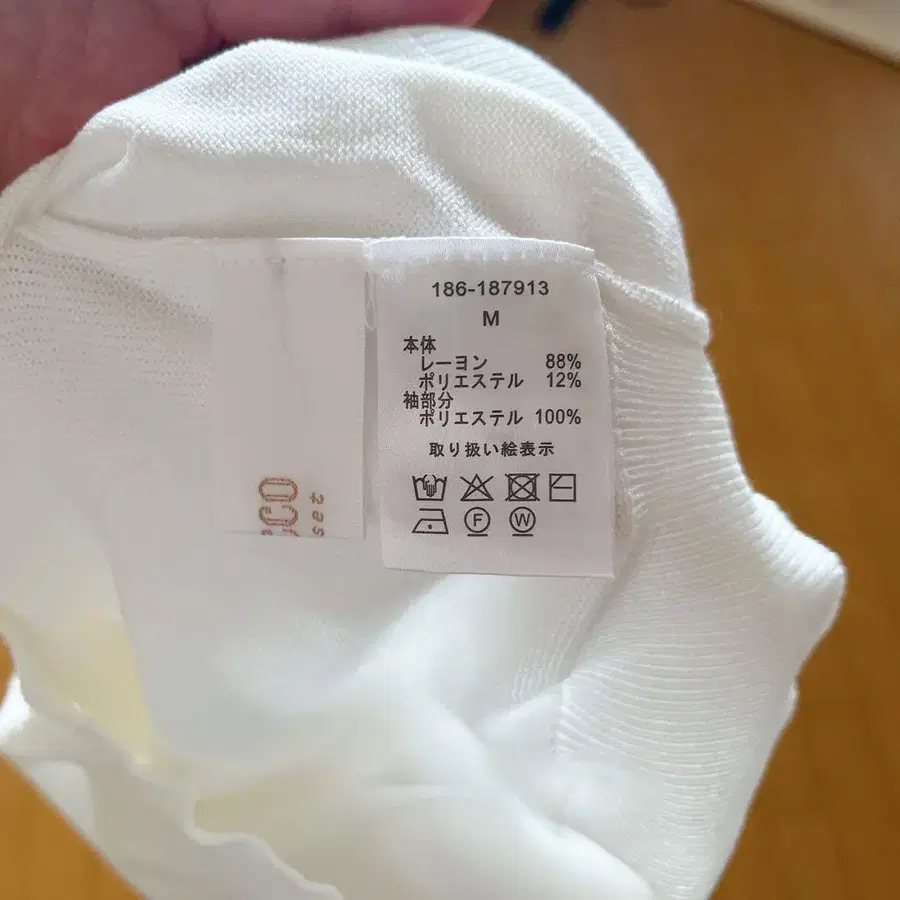 186-187913
M
本体
レーヨン 88%
ポリエステル 12%
袖部分
ポリエステル 100%
取り扱い絵表示
F W